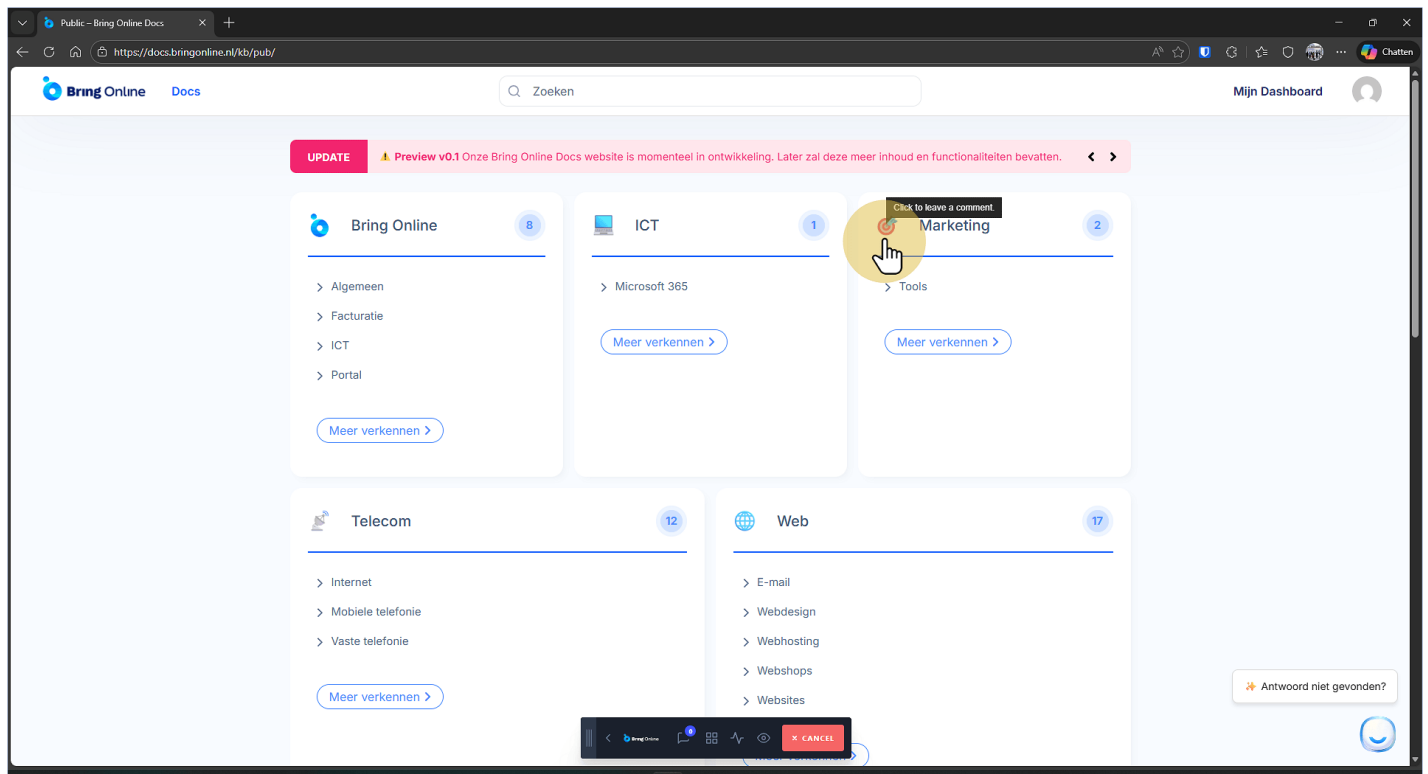 Public – Bring Online Docs
https://docs.bringonline.nl/kb/pub/
Chatten
Bring Online
Docs
Zoeken
Mijn Dashboard
UPDATE
⚠ Preview v0.1 Onze Bring Online Docs website is momenteel in ontwikkeling. Later zal deze meer inhoud en functionaliteiten bevatten.
Click to leave a comment.
Bring Online
8
ICT
1
Marketing
2
Algemeen
Facturatie
ICT
Portal
Meer verkennen
Microsoft 365
Meer verkennen
Tools
Meer verkennen
Telecom
12
Web
17
Internet
Mobiele telefonie
Vaste telefonie
Meer verkennen
E-mail
Webdesign
Webhosting
Webshops
Websites
Meer verkennen
Antwoord niet gevonden?
Bring Online
0
× CANCEL